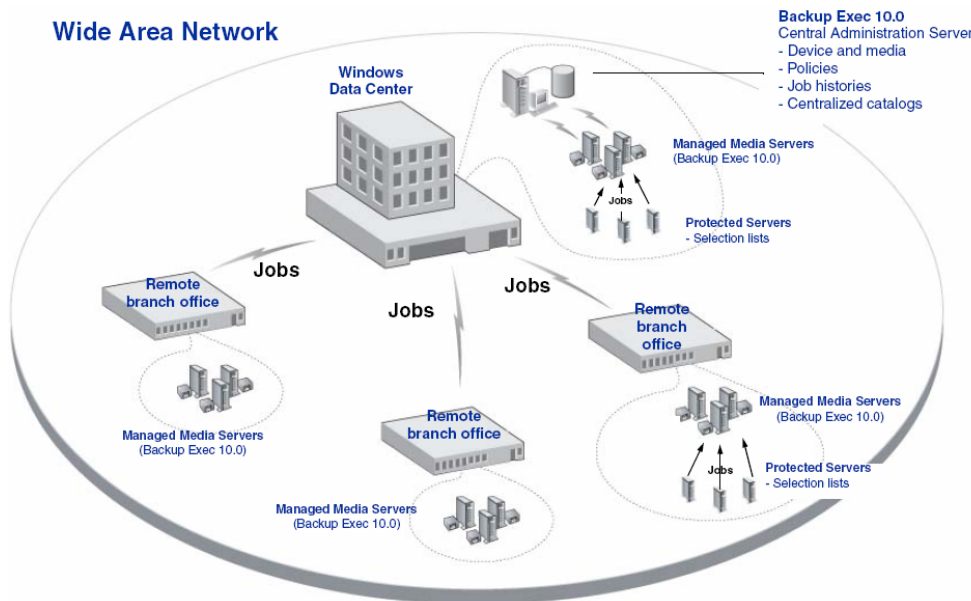 Wide Area Network
Backup Exec 10.0
Central Administration Server
- Device and media
- Policies
- Job histories
- Centralized catalogs
Windows
Data Center
Managed Media Servers
(Backup Exec 10.0)
Jobs
Protected Servers
- Selection lists
Jobs
Jobs
Jobs
Remote
branch office
Managed Media Servers
(Backup Exec 10.0)
Remote
branch office
Managed Media Servers
(Backup Exec 10.0)
Remote
branch
office
Managed Media Servers
(Backup Exec 10.0)
Jobs
Protected Servers
- Selection lists